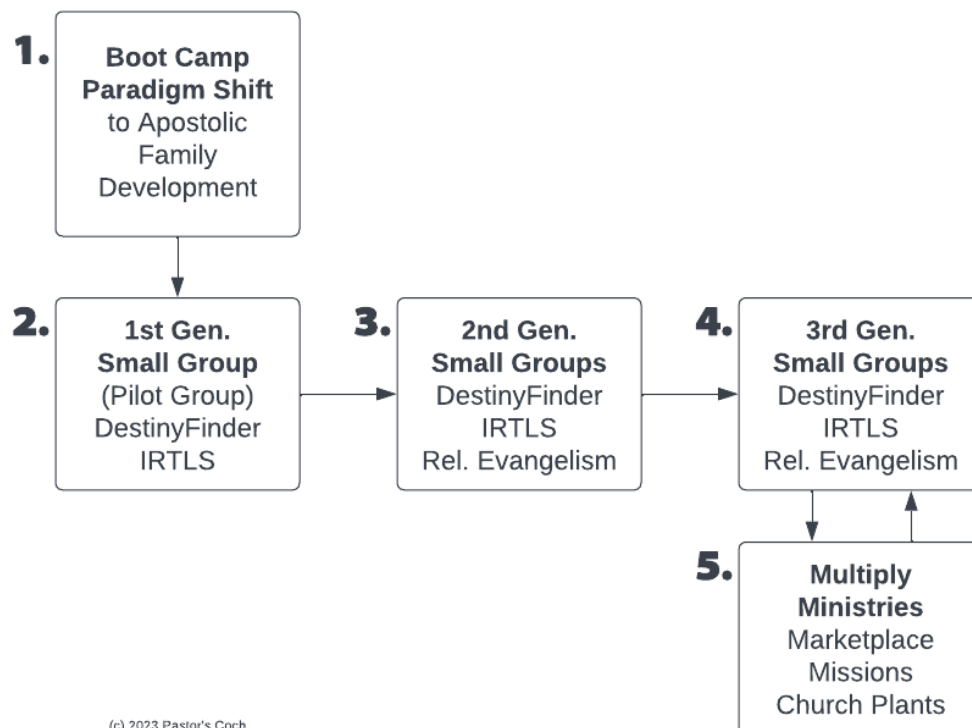 1.
Boot Camp
Paradigm Shift
to Apostolic
Family
Development
2.
1st Gen.
Small Group
(Pilot Group)
DestinyFinder
IRTLS
3.
2nd Gen.
Small Groups
DestinyFinder
IRTLS
Rel. Evangelism
4.
3rd Gen.
Small Groups
DestinyFinder
IRTLS
Rel. Evangelism
5.
Multiply
Ministries
Marketplace
Missions
Church Plants
(c) 2023 Pastor's Coch